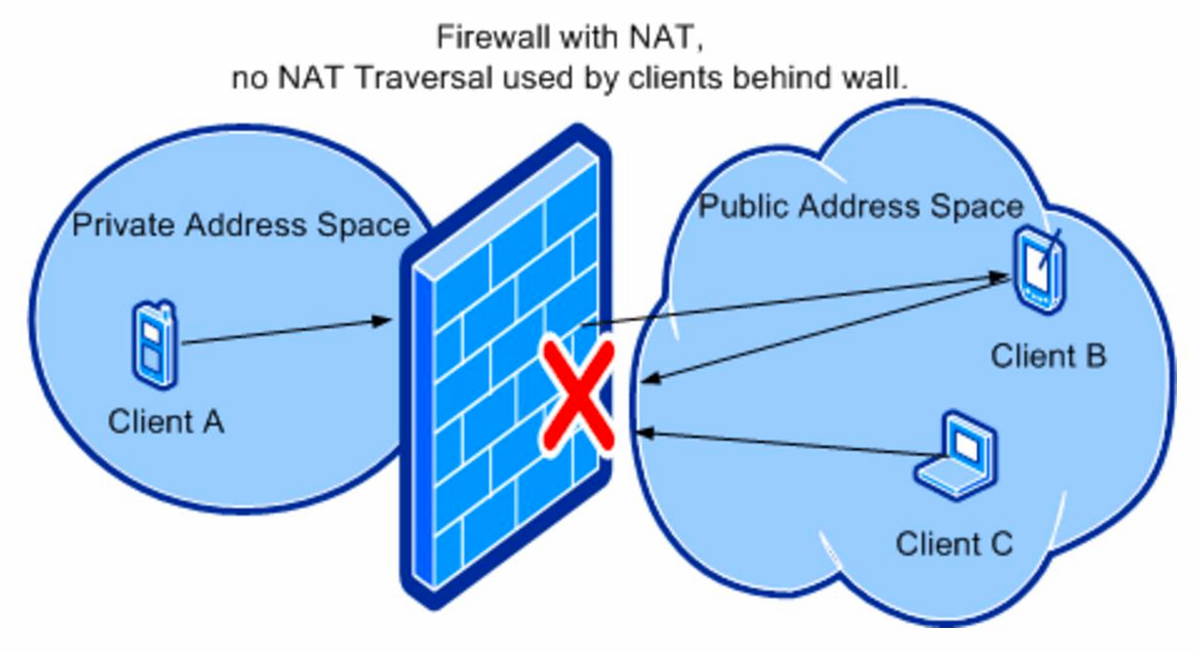 Firewall with NAT,
no NAT Traversal used by clients behind wall.
Private Address Space
Public Address Space
Client B
Client A
Client C